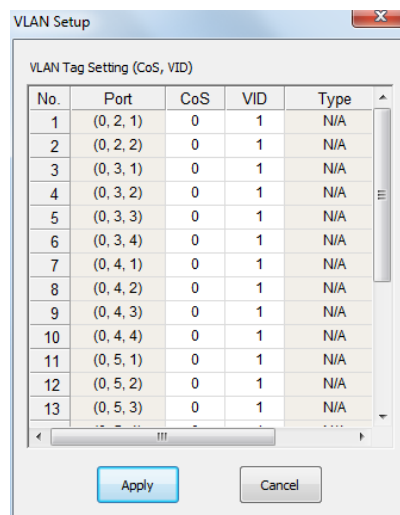 VLAN Setup
VLAN Tag Setting (CoS, VID)
No. Port CoS VID Type
1 (0, 2, 1) 0 1 N/A
2 (0, 2, 2) 0 1 N/A
3 (0, 3, 1) 0 1 N/A
4 (0, 3, 2) 0 1 N/A
5 (0, 3, 3) 0 1 N/A
6 (0, 3, 4) 0 1 N/A
7 (0, 4, 1) 0 1 N/A
8 (0, 4, 2) 0 1 N/A
9 (0, 4, 3) 0 1 N/A
10 (0, 4, 4) 0 1 N/A
11 (0, 5, 1) 0 1 N/A
12 (0, 5, 2) 0 1 N/A
13 (0, 5, 3) 0 1 N/A
Apply Cancel